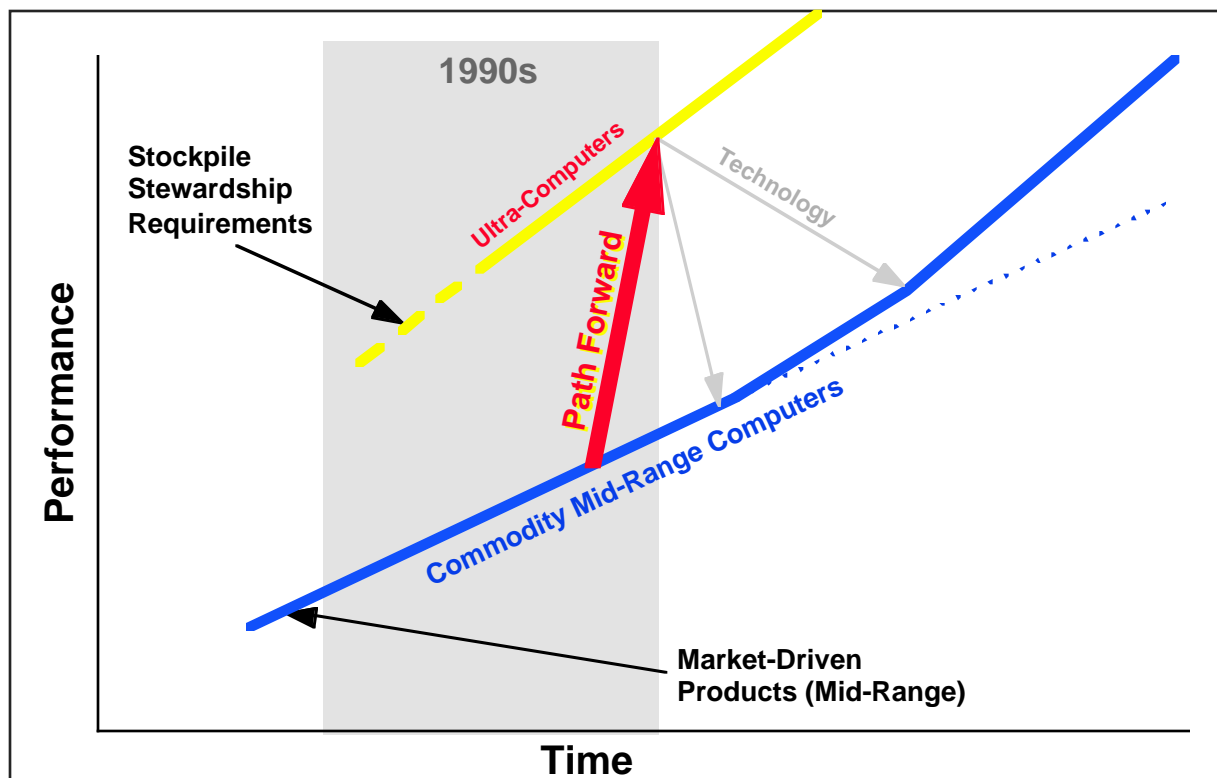 1990s
Stockpile
Stewardship
Requirements
Ultra-Computers
Technology
Path Forward
Performance
Commodity Mid-Range Computers
Market-Driven
Products (Mid-Range)
Time